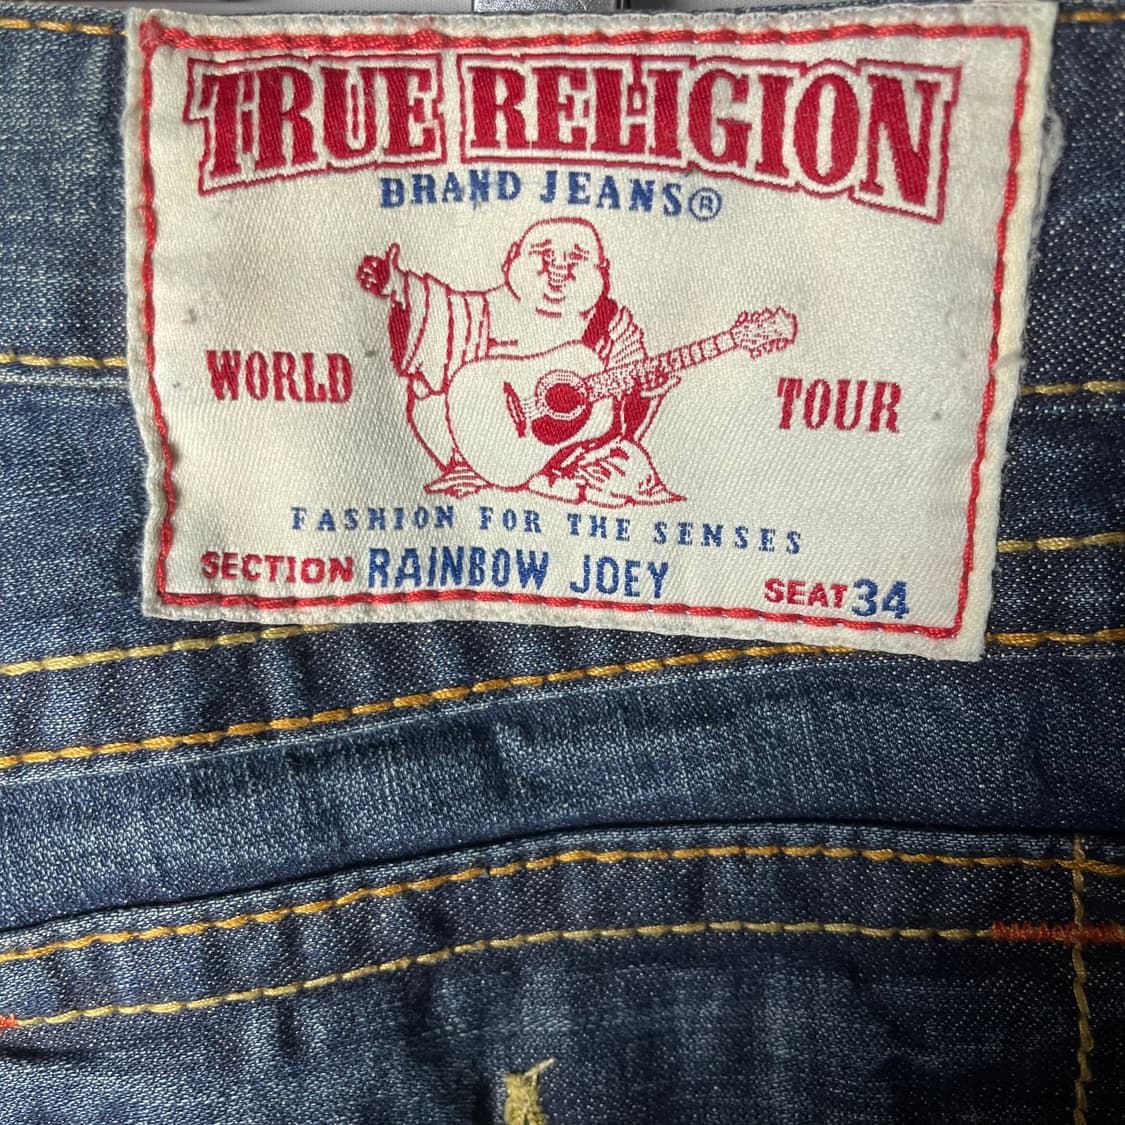 TRUE RELIGION
BRAND JEANS®
WORLD TOUR
FASHION FOR THE SENSES
SECTION RAINBOW JOEY SEAT 34